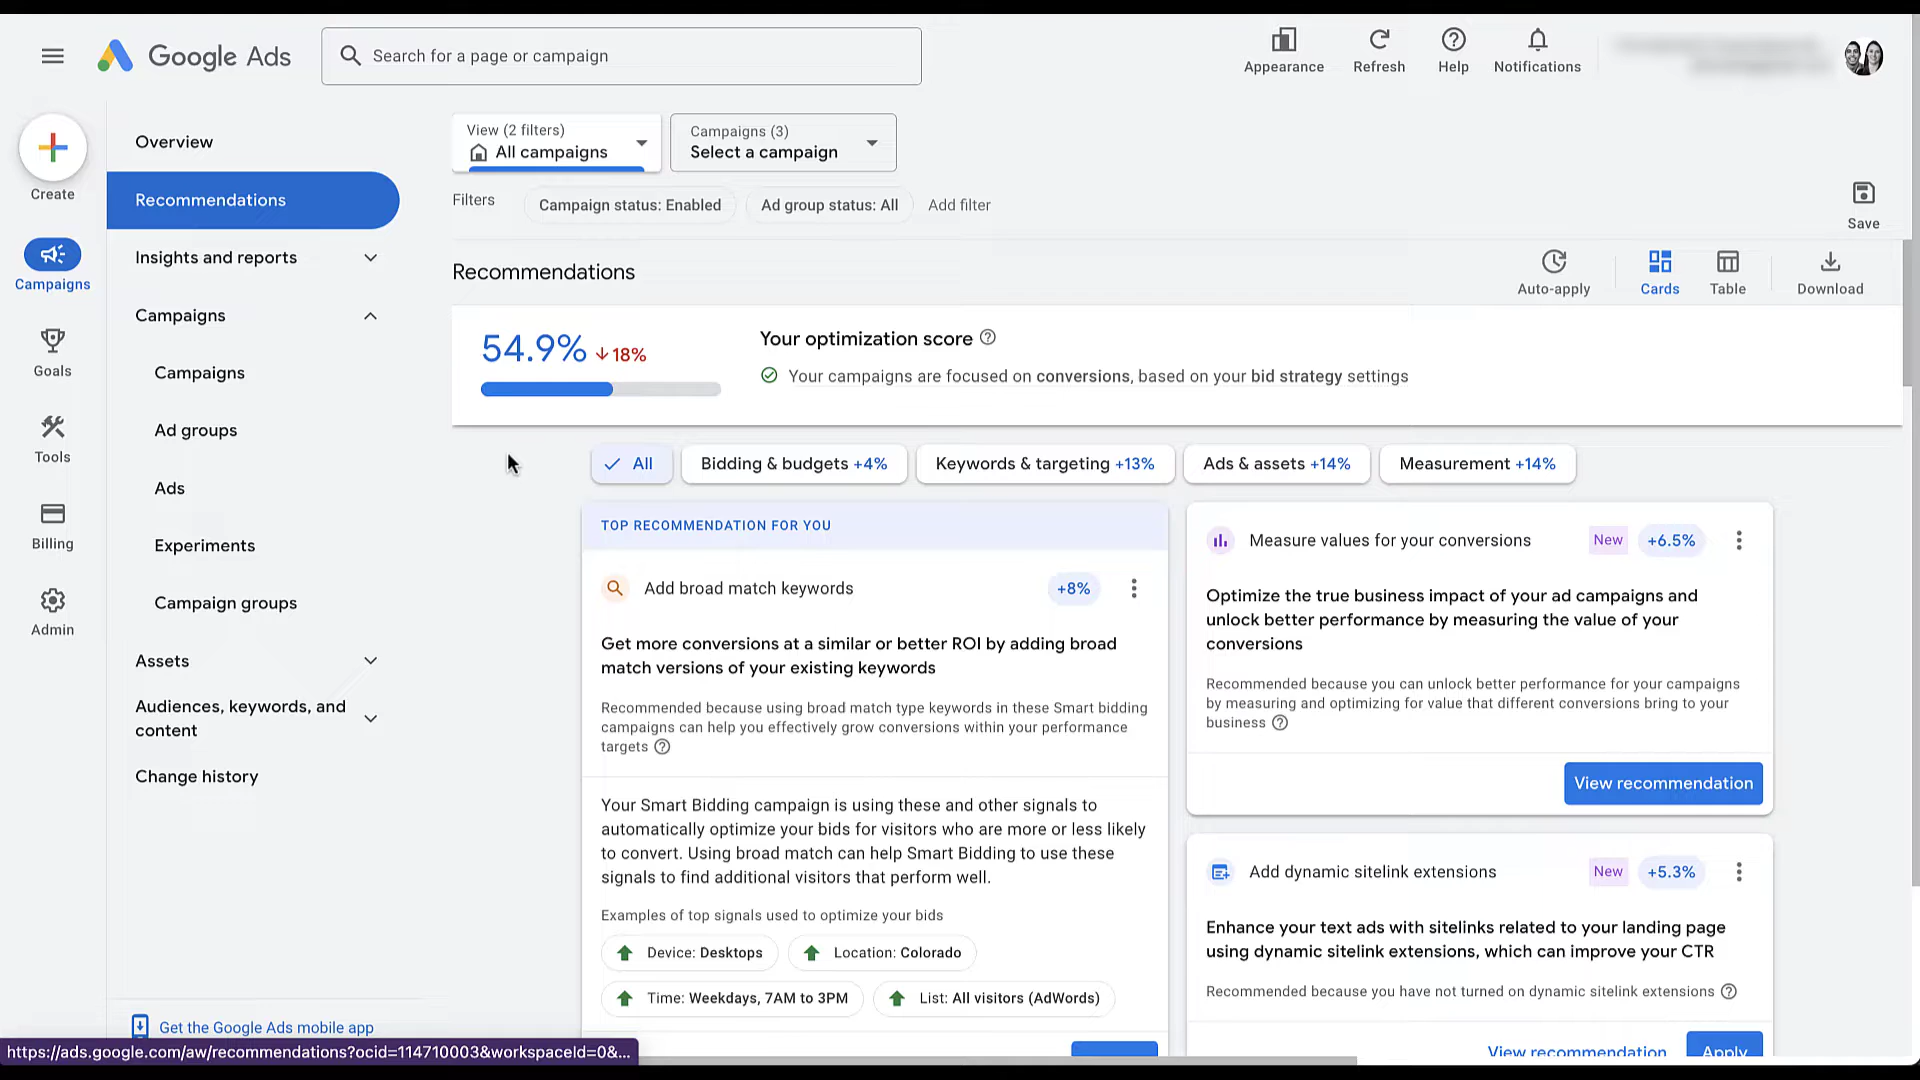 Google Ads
Search for a page or campaign
Appearance
Refresh
Help
Notifications
Create
Campaigns
Goals
Tools
Billing
Admin
Overview
Recommendations
Insights and reports
Campaigns
Campaigns
Ad groups
Ads
Experiments
Campaign groups
Assets
Audiences, keywords, and
content
Change history
Get the Google Ads mobile app
https://ads.google.com/aw/recommendations?ocid=114710003&workspaceId=0&...
View (2 filters)
All campaigns
Campaigns (3)
Select a campaign
Filters
Campaign status: Enabled
Ad group status: All
Add filter
Save
Recommendations
Auto-apply
Cards
Table
Download
54.9% 18%
Your optimization score
Your campaigns are focused on conversions, based on your bid strategy settings
All
Bidding & budgets +4%
Keywords & targeting +13%
Ads & assets +14%
Measurement +14%
TOP RECOMMENDATION FOR YOU
Add broad match keywords
+8%
Get more conversions at a similar or better ROI by adding broad
match versions of your existing keywords
Recommended because using broad match type keywords in these Smart bidding
campaigns can help you effectively grow conversions within your performance
targets
Your Smart Bidding campaign is using these and other signals to
automatically optimize your bids for visitors who are more or less likely
to convert. Using broad match can help Smart Bidding to use these
signals to find additional visitors that perform well.
Examples of top signals used to optimize your bids
Device: Desktops
Location: Colorado
Time: Weekdays, 7AM to 3PM
List: All visitors (AdWords)
Measure values for your conversions
New
+6.5%
Optimize the true business impact of your ad campaigns and
unlock better performance by measuring the value of your
conversions
Recommended because you can unlock better performance for your campaigns
by measuring and optimizing for value that different conversions bring to your
business
View recommendation
Add dynamic sitelink extensions
New
+5.3%
Enhance your text ads with sitelinks related to your landing page
using dynamic sitelink extensions, which can improve your CTR
Recommended because you have not turned on dynamic sitelink extensions
View recommendation
Apply